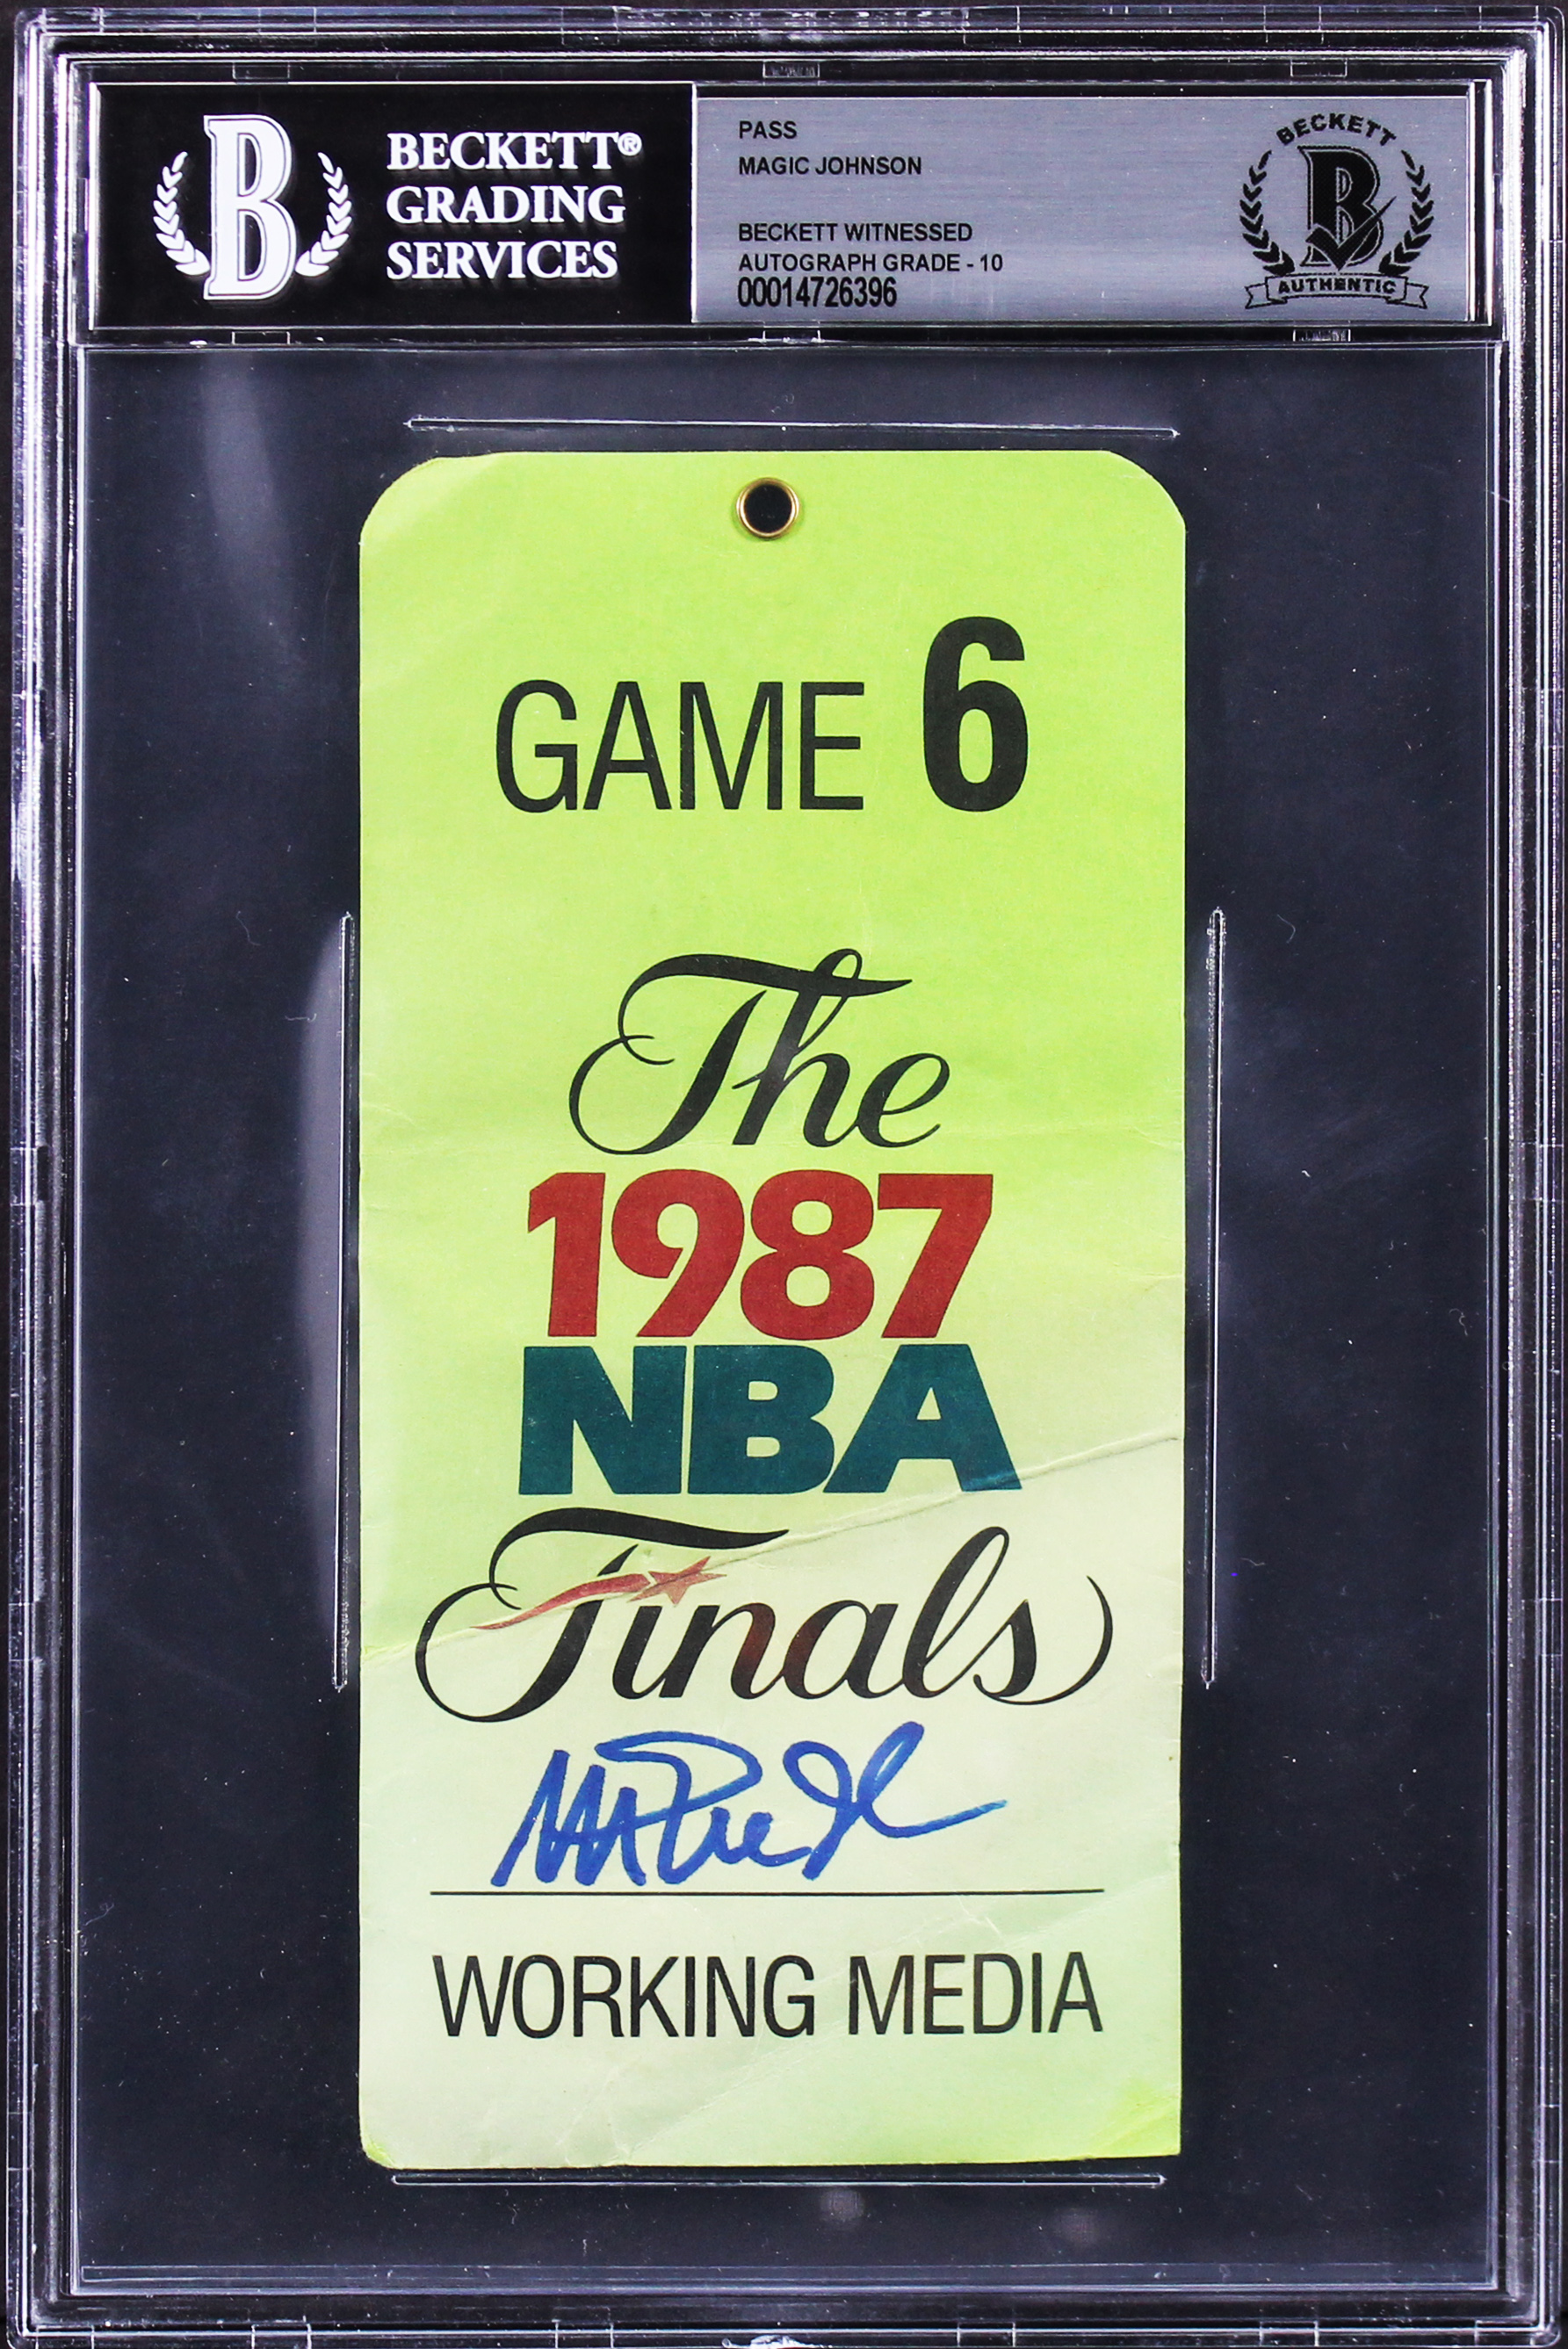 B
BECKETT®
GRADING
SERVICES
PASS
MAGIC JOHNSON
BECKETT WITNESSED
AUTOGRAPH GRADE - 10
00014726396
BECKETT
B
AUTHENTIC
GAME 6
The
1987
NBA
Finals
WORKING MEDIA